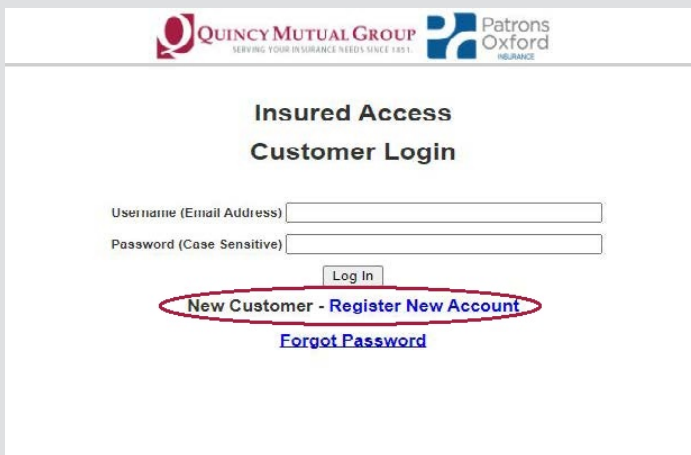 QUINCY MUTUAL GROUP
SERVING YOUR INSURANCE NEEDS SINCE 1851.
Patrons
Oxford
INSURANCE
Insured Access
Customer Login
Username (Email Address)
Password (Case Sensitive)
Log In
New Customer - Register New Account
Forgot Password